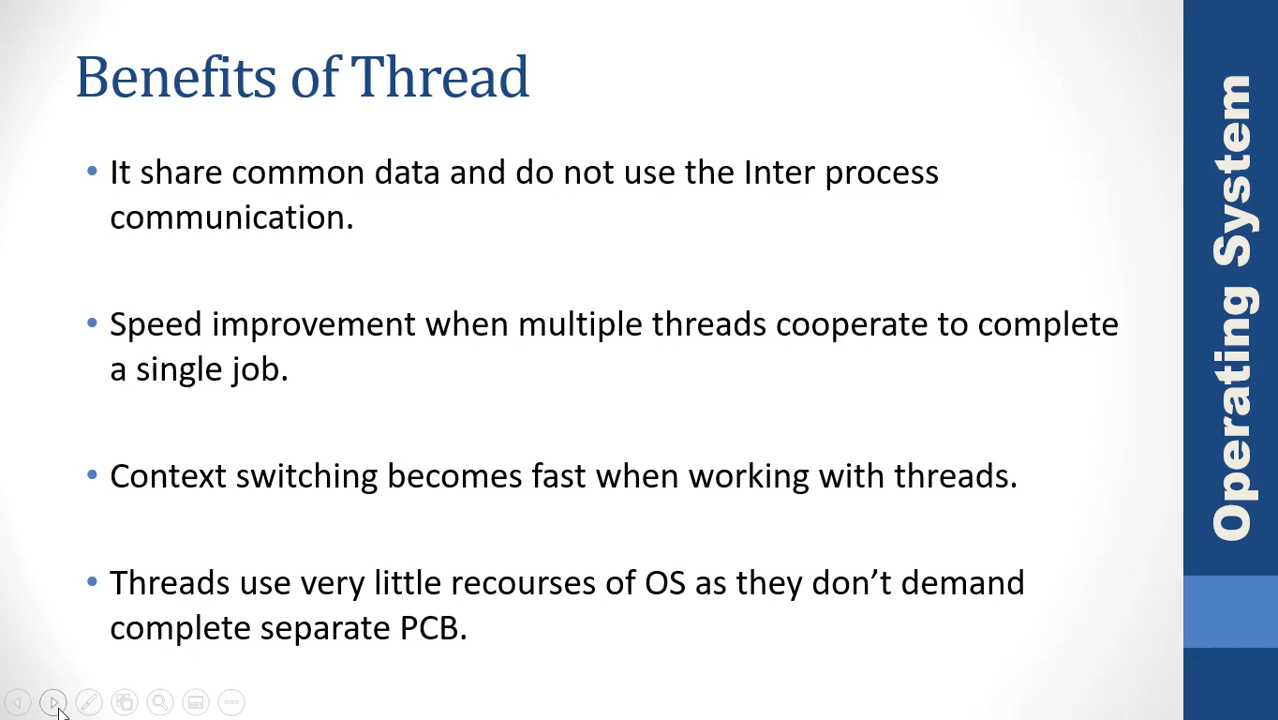 Benefits of Thread
• It share common data and do not use the Inter process
communication.
• Speed improvement when multiple threads cooperate to complete
a single job.
• Context switching becomes fast when working with threads.
• Threads use very little recourses of OS as they don’t demand
complete separate PCB.
Operating System